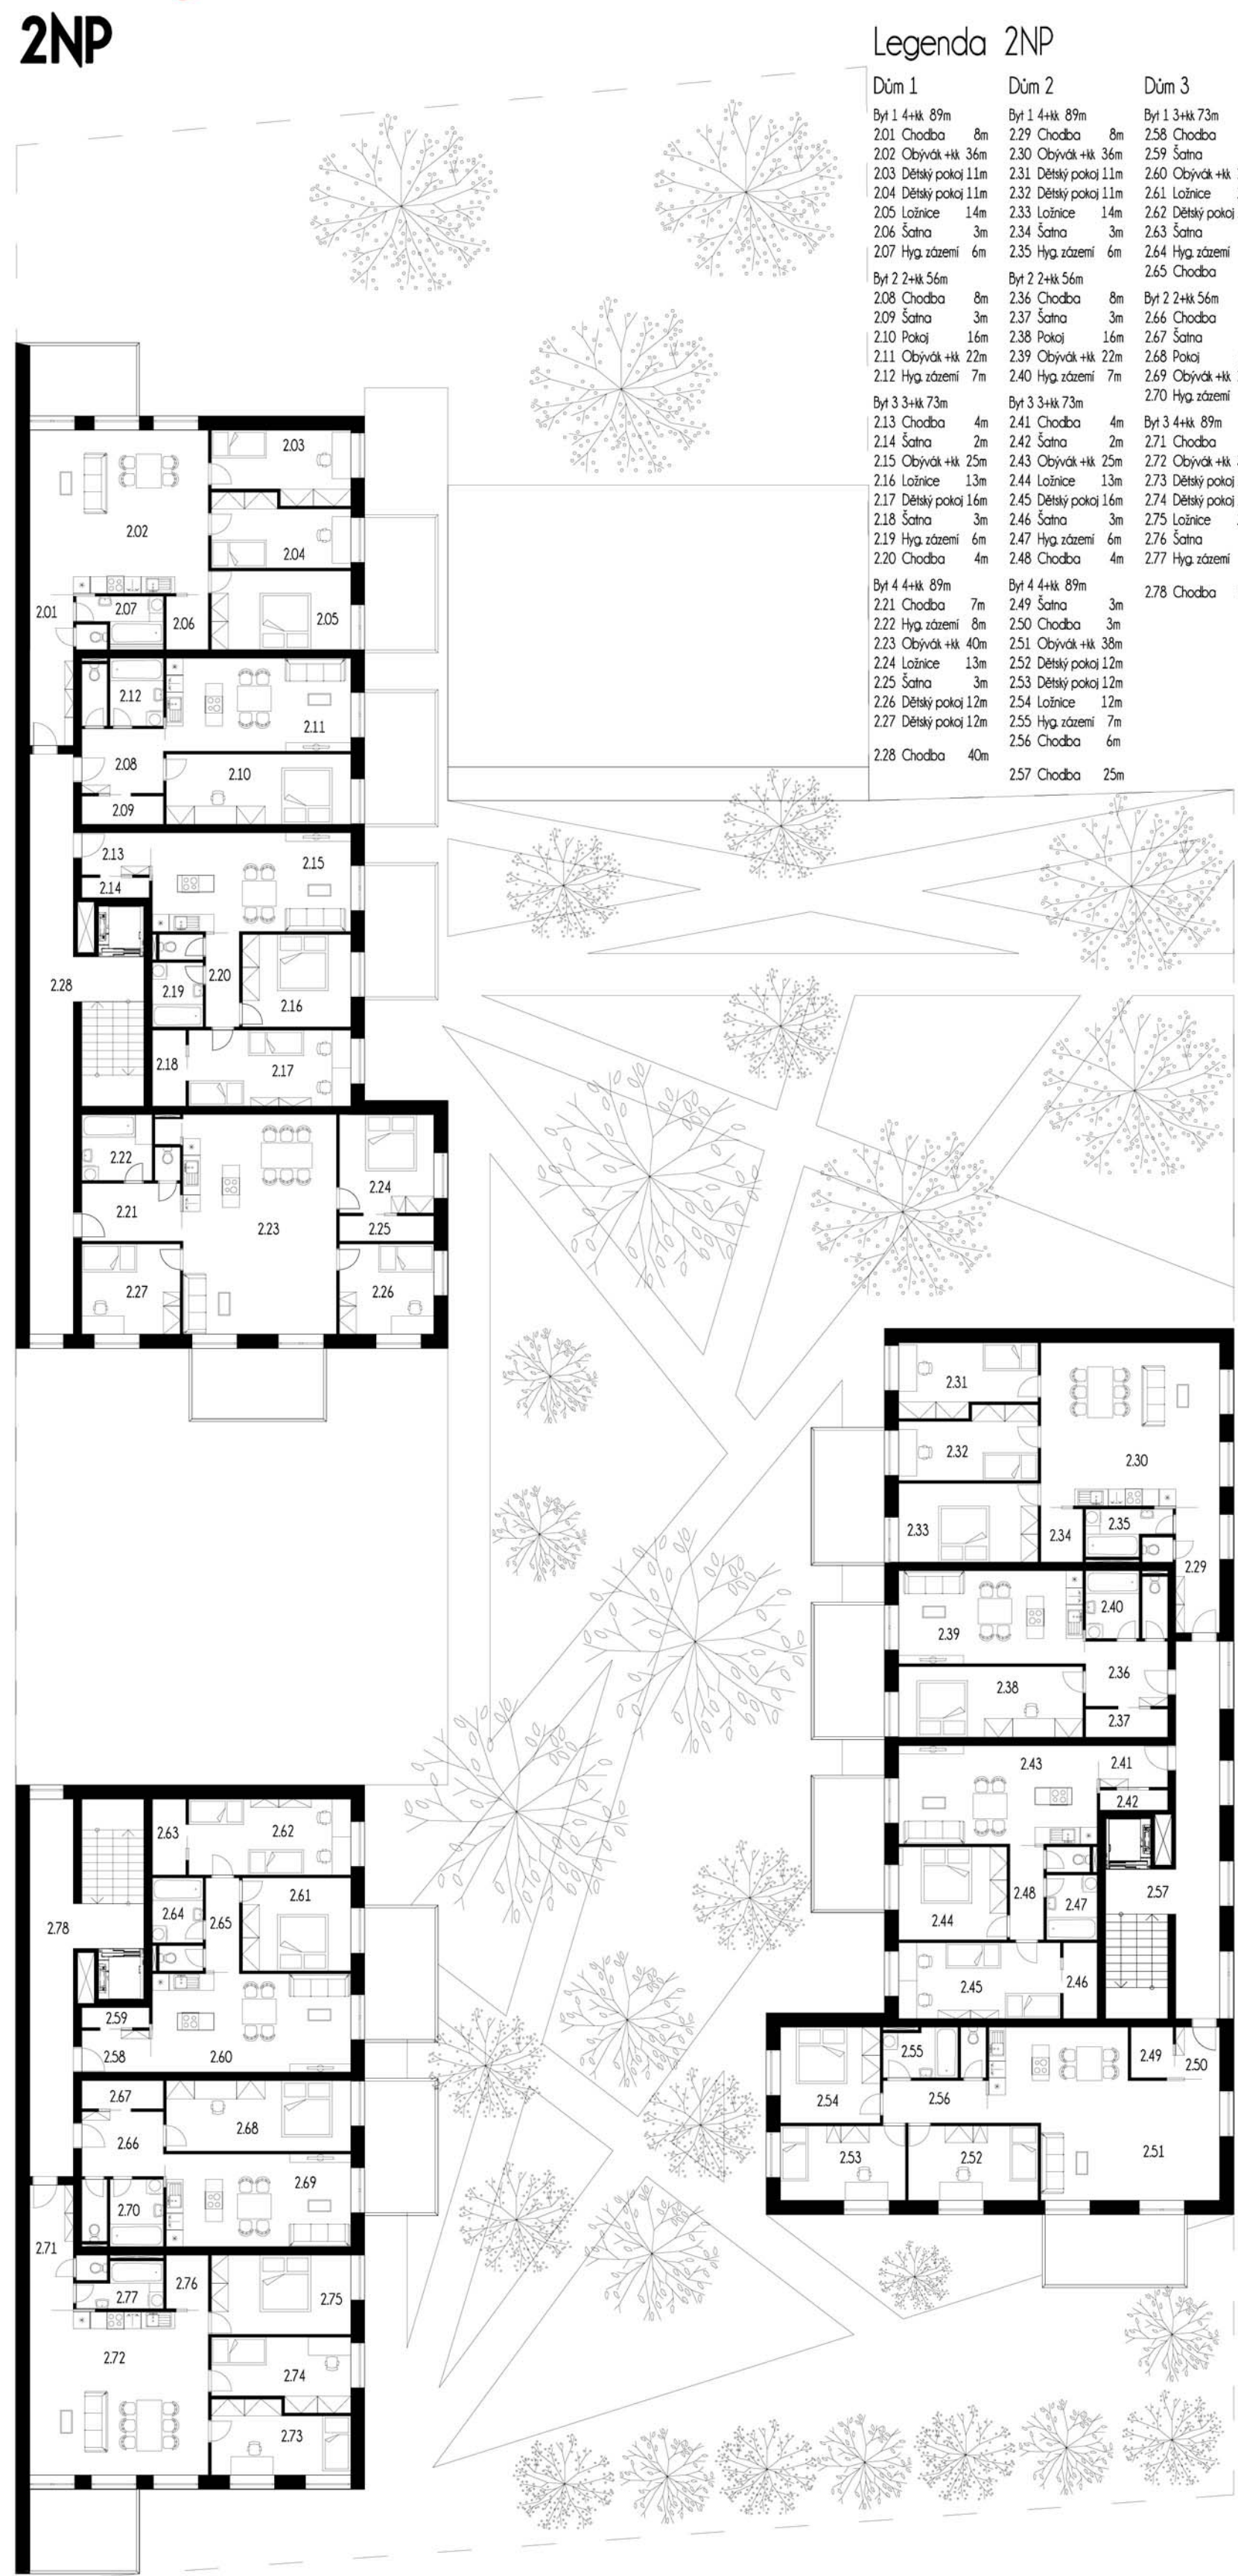 2NP
Legenda 2NP
Dům 1
Byt 1 4+kk 89m
2.01 Chodba 8m
2.02 Obývák +kk 36m
2.03 Dětský pokoj 11m
2.04 Dětský pokoj 11m
2.05 Ložnice 14m
2.06 Šatna 3m
2.07 Hyg. zázemí 6m
Byt 2 2+kk 56m
2.08 Chodba 8m
2.09 Šatna 3m
2.10 Pokoj 16m
2.11 Obývák +kk 22m
2.12 Hyg. zázemí 7m
Byt 3 3+kk 73m
2.13 Chodba 4m
2.14 Šatna 2m
2.15 Obývák +kk 25m
2.16 Ložnice 13m
2.17 Dětský pokoj 16m
2.18 Šatna 3m
2.19 Hyg. zázemí 6m
2.20 Chodba 4m
Byt 4 4+kk 89m
2.21 Chodba 7m
2.22 Hyg. zázemí 8m
2.23 Obývák +kk 40m
2.24 Ložnice 13m
2.25 Šatna 3m
2.26 Dětský pokoj 12m
2.27 Dětský pokoj 12m
2.28 Chodba 40m
Dům 2
Byt 1 4+kk 89m
2.29 Chodba 8m
2.30 Obývák +kk 36m
2.31 Dětský pokoj 11m
2.32 Dětský pokoj 11m
2.33 Ložnice 14m
2.34 Šatna 3m
2.35 Hyg. zázemí 6m
Byt 2 2+kk 56m
2.36 Chodba 8m
2.37 Šatna 3m
2.38 Pokoj 16m
2.39 Obývák +kk 22m
2.40 Hyg. zázemí 7m
Byt 3 3+kk 73m
2.41 Chodba 4m
2.42 Šatna 2m
2.43 Obývák +kk 25m
2.44 Ložnice 13m
2.45 Dětský pokoj 16m
2.46 Šatna 3m
2.47 Hyg. zázemí 6m
2.48 Chodba 4m
Byt 4 4+kk 89m
2.49 Šatna 3m
2.50 Chodba 3m
2.51 Obývák +kk 38m
2.52 Dětský pokoj 12m
2.53 Dětský pokoj 12m
2.54 Ložnice 12m
2.55 Hyg. zázemí 7m
2.56 Chodba 6m
2.57 Chodba 25m
Dům 3
Byt 1 3+kk 73m
2.58 Chodba
2.59 Šatna
2.60 Obývák +kk
2.61 Ložnice
2.62 Dětský pokoj
2.63 Šatna
2.64 Hyg. zázemí
2.65 Chodba
Byt 2 2+kk 56m
2.66 Chodba
2.67 Šatna
2.68 Pokoj
2.69 Obývák +kk
2.70 Hyg. zázemí
Byt 3 4+kk 89m
2.71 Chodba
2.72 Obývák +kk
2.73 Dětský pokoj
2.74 Dětský pokoj
2.75 Ložnice
2.76 Šatna
2.77 Hyg. zázemí
2.78 Chodba
2.03
2.02
2.04
2.01
2.07
2.06
2.05
2.12
2.11
2.08
2.10
2.09
2.13
2.15
2.14
2.28
2.19
2.20
2.16
2.18
2.17
2.22
2.24
2.21
2.23
2.25
2.27
2.26
2.31
2.32
2.30
2.33
2.34
2.35
2.29
2.40
2.39
2.36
2.38
2.37
2.43
2.41
2.42
2.44
2.48
2.47
2.57
2.45
2.46
2.55
2.49
2.50
2.54
2.56
2.53
2.52
2.51
2.63
2.62
2.61
2.64
2.65
2.78
2.59
2.58
2.60
2.67
2.68
2.66
2.69
2.70
2.71
2.77
2.76
2.75
2.72
2.74
2.73